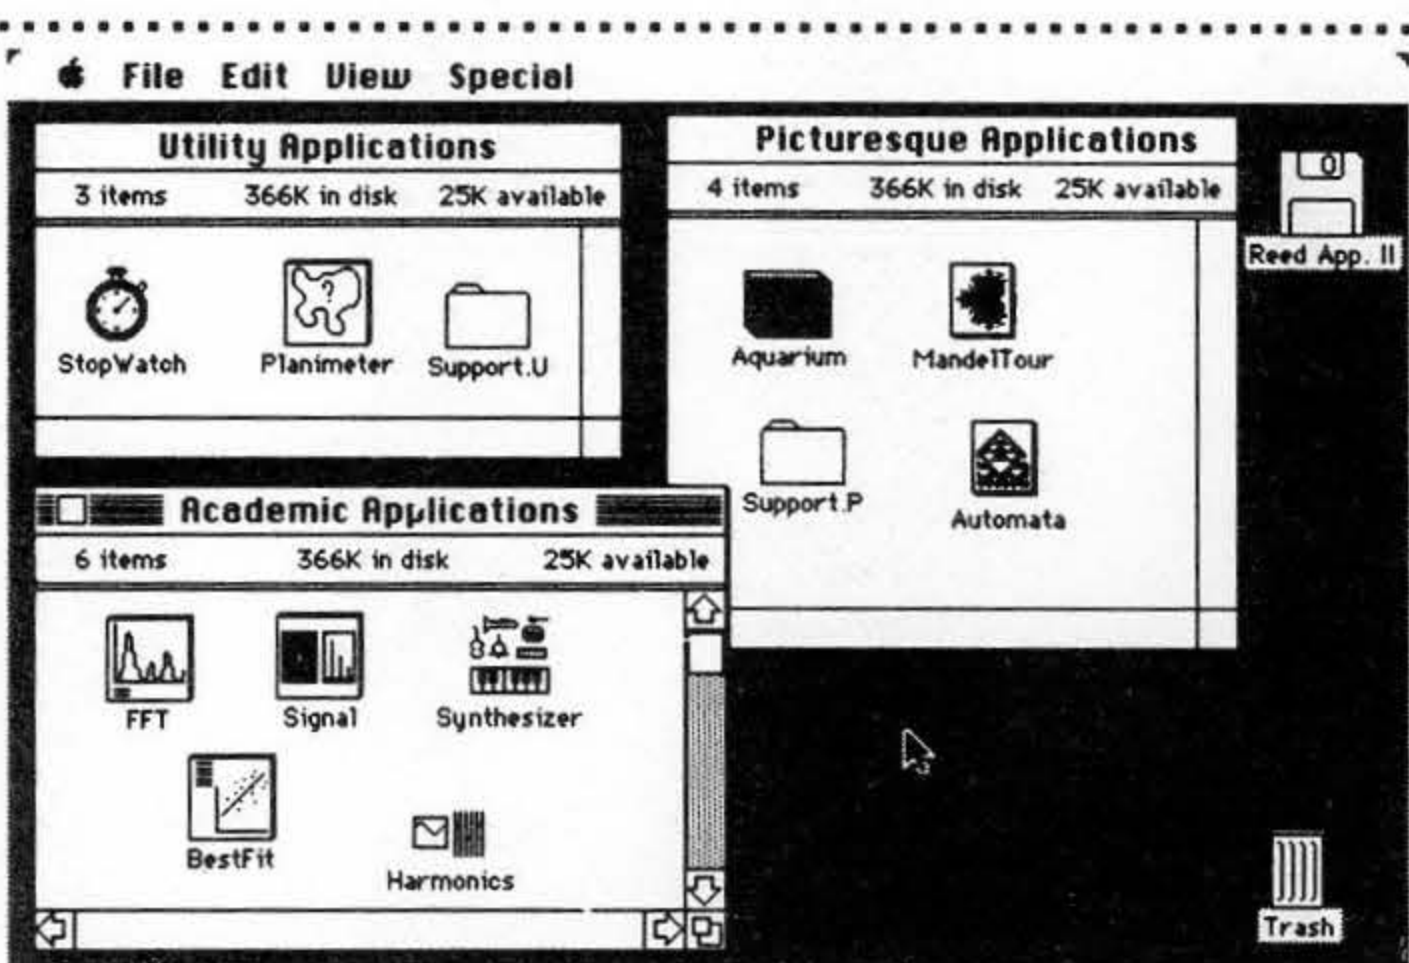 File Edit View Special
Utility Applications
3 items 366K in disk 25K available
StopWatch Planimeter Support.U
Picturesque Applications
4 items 366K in disk 25K available
Aquarium MandelTour
Support.P Automata
Reed App. II
Academic Applications
6 items 366K in disk 25K available
FFT Signal Synthesizer
BestFit Harmonics
Trash